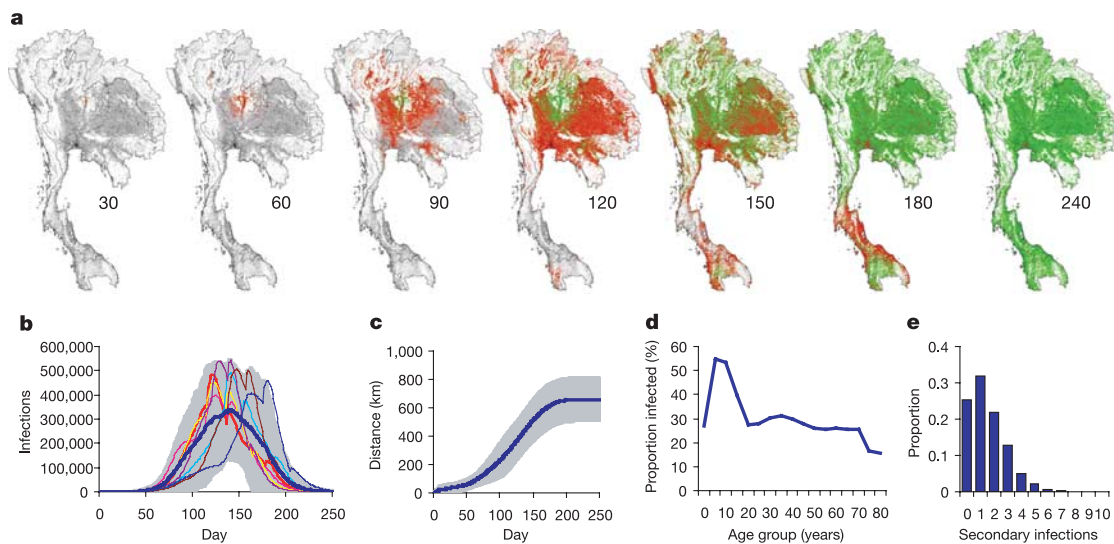 a
30 60 90 120 150 180 240
b
600,000
500,000
400,000
300,000
200,000
100,000
0
Infections
0 50 100 150 200 250
Day
c
1,000
800
600
400
200
0
Distance (km)
0 50 100 150 200 250
Day
d
60
50
40
30
20
10
0
Proportion infected (%)
0 10 20 30 40 50 60 70 80
Age group (years)
e
0.4
0.3
0.2
0.1
0
Proportion
0 1 2 3 4 5 6 7 8 9 10
Secondary infections